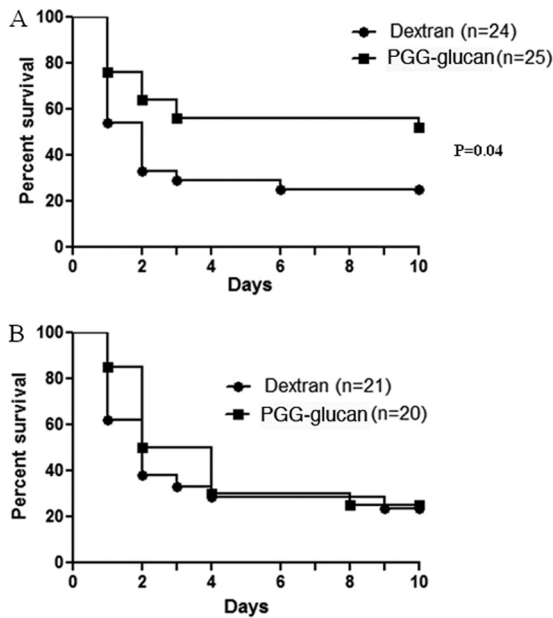 A
100
80
60
40
20
0
Percent survival
Dextran (n=24)
PGG-glucan (n=25)
P=0.04
0 2 4 6 8 10
Days
B
100
80
60
40
20
0
Percent survival
Dextran (n=21)
PGG-glucan (n=20)
0 2 4 6 8 10
Days